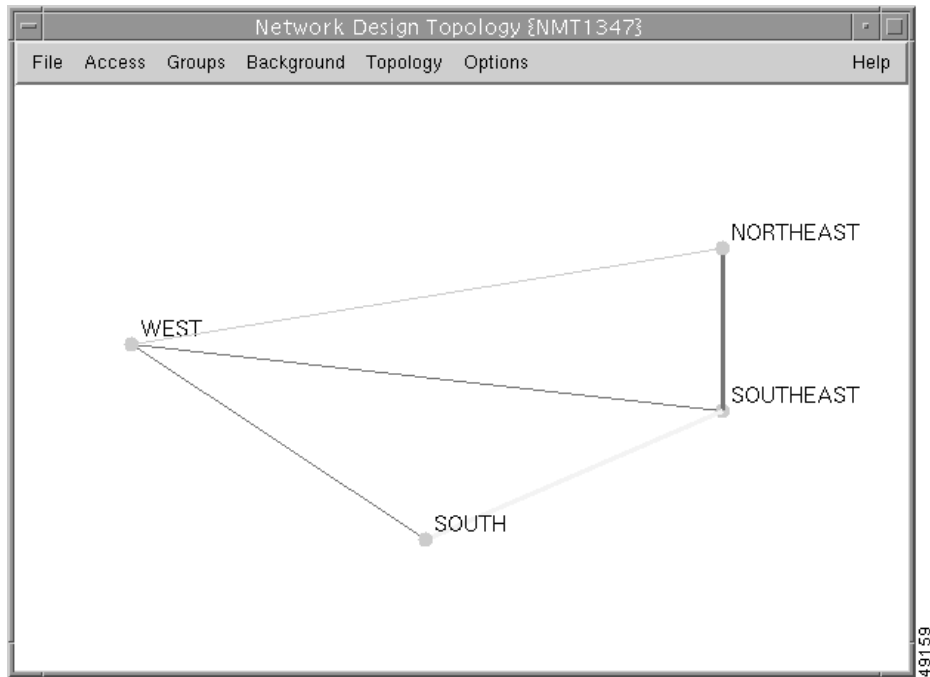 Network Design Topology {NMT1347}
File Access Groups Background Topology Options Help
NORTHEAST
WEST
SOUTHEAST
SOUTH
49159